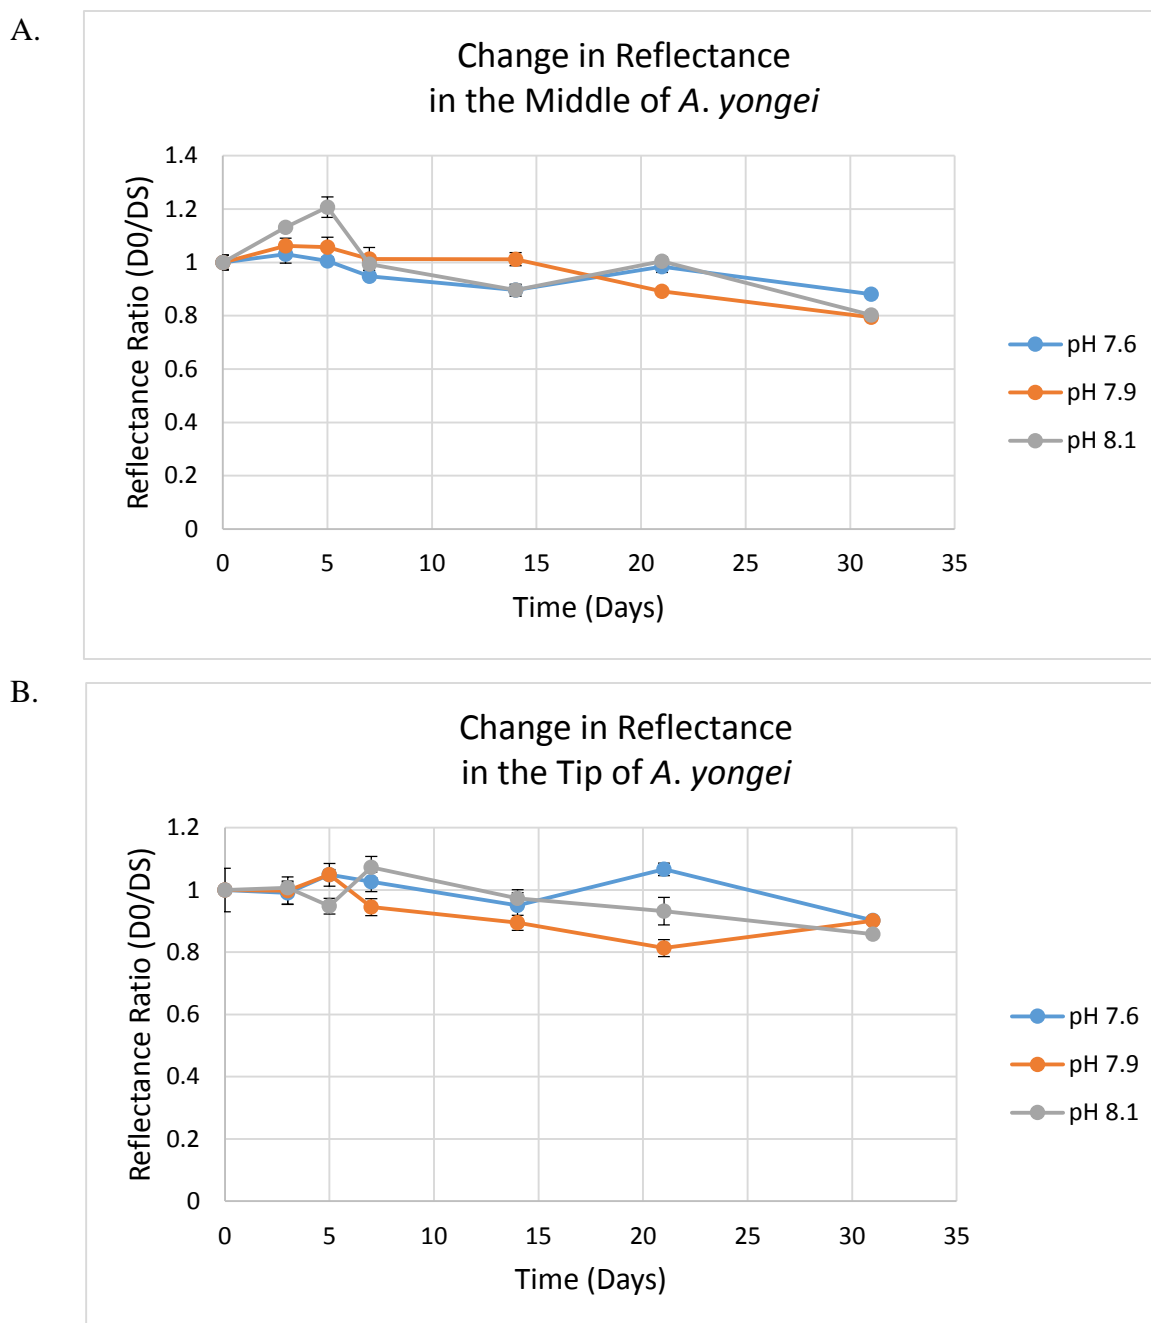 A.
Change in Reflectance
in the Middle of A. yongei
Reflectance Ratio (D0/DS)
1.4
1.2
1
0.8
0.6
0.4
0.2
0
0 5 10 15 20 25 30 35
Time (Days)
pH 7.6
pH 7.9
pH 8.1
B.
Change in Reflectance
in the Tip of A. yongei
Reflectance Ratio (D0/DS)
1.2
1
0.8
0.6
0.4
0.2
0
0 5 10 15 20 25 30 35
Time (Days)
pH 7.6
pH 7.9
pH 8.1